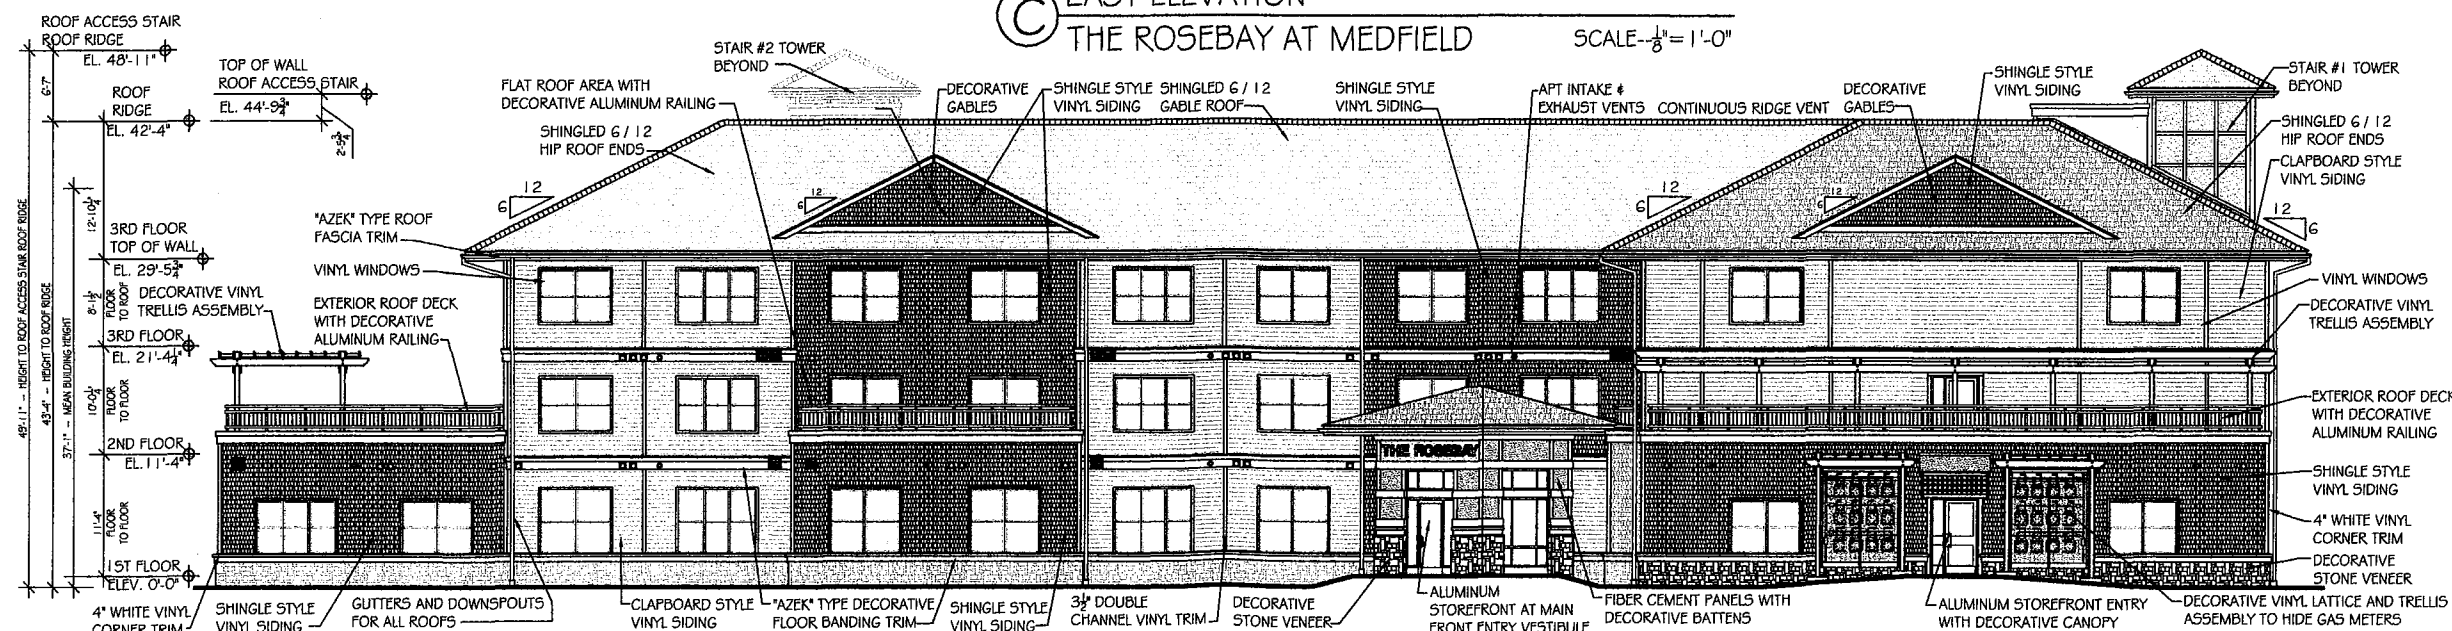 C
EAST ELEVATION
THE ROSEBAY AT MEDFIELD
SCALE--1/8"=1'-0"
ROOF ACCESS STAIR
ROOF RIDGE
EL. 48'-11"
TOP OF WALL
ROOF ACCESS STAIR
EL. 44'-9 3/4"
2'-5 3/4"
ROOF
RIDGE
EL. 42'-4"
6'-7"
49'-11" -- HEIGHT TO ROOF ACCESS STAIR ROOF RIDGE
43'-4" -- HEIGHT TO ROOF RIDGE
37'-1" -- MEAN BUILDING HEIGHT
12'-10 1/4"
3RD FLOOR
TOP OF WALL
EL. 29'-5 3/4"
8'-1 1/2"
FLOOR
TO ROOF
3RD FLOOR
EL. 21'-4 1/4"
10'-0 1/4"
FLOOR
TO FLOOR
2ND FLOOR
EL. 11'-4"
11'-4"
FLOOR
TO FLOOR
1ST FLOOR
ELEV. 0'-0"
STAIR #2 TOWER
BEYOND
FLAT ROOF AREA WITH
DECORATIVE ALUMINUM RAILING
SHINGLED 6 / 12
HIP ROOF ENDS
DECORATIVE
GABLES
SHINGLE STYLE
VINYL SIDING
SHINGLED 6 / 12
GABLE ROOF
SHINGLE STYLE
VINYL SIDING
APT INTAKE &
EXHAUST VENTS
CONTINUOUS RIDGE VENT
DECORATIVE
GABLES
SHINGLE STYLE
VINYL SIDING
STAIR #1 TOWER
BEYOND
SHINGLED 6 / 12
HIP ROOF ENDS
CLAPBOARD STYLE
VINYL SIDING
12
6
12
6
12
6
12
6
12
6
"AZEK" TYPE ROOF
FASCIA TRIM
VINYL WINDOWS
DECORATIVE VINYL
TRELLIS ASSEMBLY
EXTERIOR ROOF DECK
WITH DECORATIVE
ALUMINUM RAILING
VINYL WINDOWS
DECORATIVE VINYL
TRELLIS ASSEMBLY
EXTERIOR ROOF DECK
WITH DECORATIVE
ALUMINUM RAILING
SHINGLE STYLE
VINYL SIDING
4" WHITE VINYL
CORNER TRIM
DECORATIVE
STONE VENEER
THE ROSEBAY
4" WHITE VINYL
CORNER TRIM
SHINGLE STYLE
VINYL SIDING
GUTTERS AND DOWNSPOUTS
FOR ALL ROOFS
CLAPBOARD STYLE
VINYL SIDING
"AZEK" TYPE DECORATIVE
FLOOR BANDING TRIM
SHINGLE STYLE
VINYL SIDING
3 1/2" DOUBLE
CHANNEL VINYL TRIM
DECORATIVE
STONE VENEER
ALUMINUM
STOREFRONT AT MAIN
FRONT ENTRY VESTIBULE
FIBER CEMENT PANELS WITH
DECORATIVE BATTENS
ALUMINUM STOREFRONT ENTRY
WITH DECORATIVE CANOPY
DECORATIVE VINYL LATTICE AND TRELLIS
ASSEMBLY TO HIDE GAS METERS